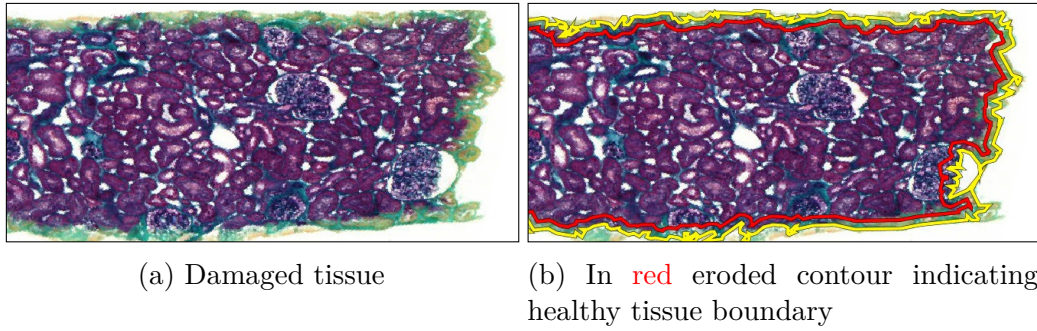 (a) Damaged tissue
(b) In red eroded contour indicating
healthy tissue boundary